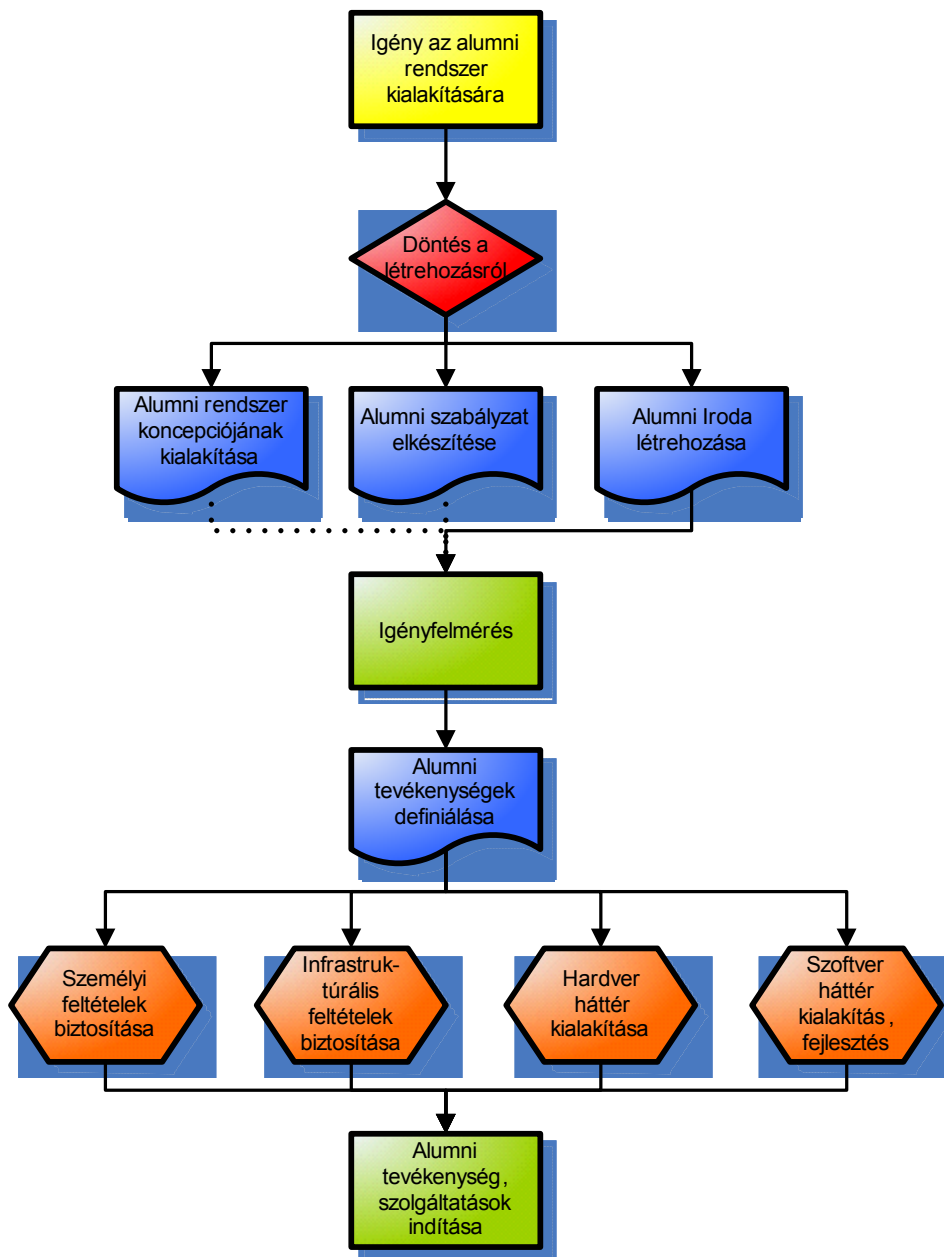 Igény az alumni
rendszer
kialakítására
Döntés a
létrehozásról
Alumni rendszer
koncepciójának
kialakítása
Alumni szabályzat
elkészítése
Alumni Iroda
létrehozása
Igényfelmérés
Alumni
tevékenységek
definiálása
Személyi
feltételek
biztosítása
Infrastruk-
túrális
feltételek
biztosítása
Hardver
háttér
kialakítása
Szoftver
háttér
kialakítás ,
fejlesztés
Alumni
tevékenység ,
szolgáltatások
indítása